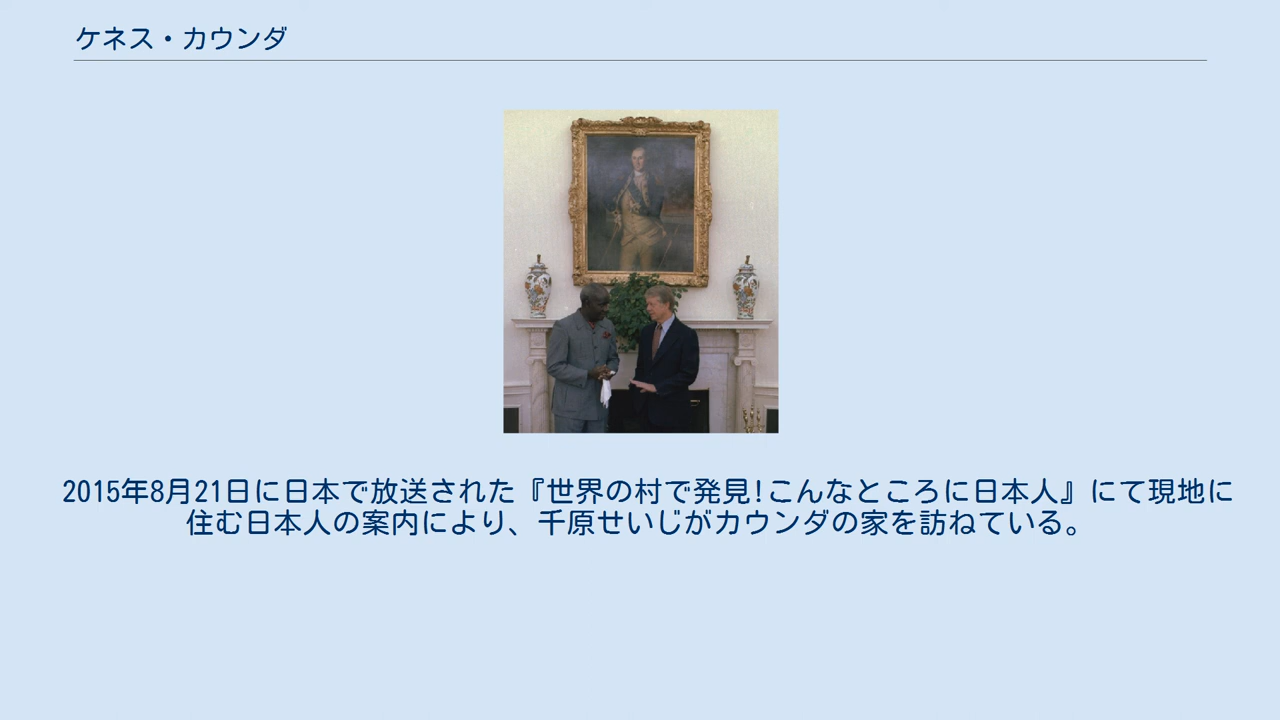 ケネス・カウンダ
2015年8月21日に日本で放送された『世界の村で発見!こんなところに日本人』にて現地に
住む日本人の案内により、千原せいじがカウンダの家を訪ねている。